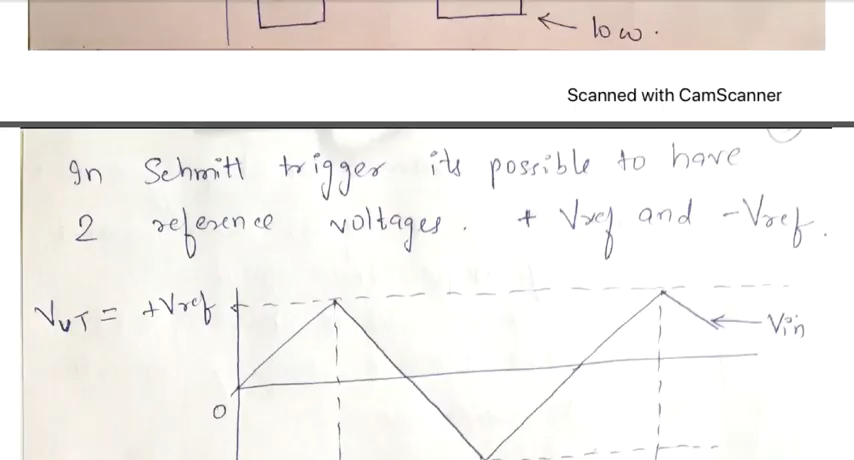 ← low.
Scanned with CamScanner
In Schmitt trigger its possible to have
2 reference voltages. + Vref and -Vref.
VUT = +Vref
← Vin
0